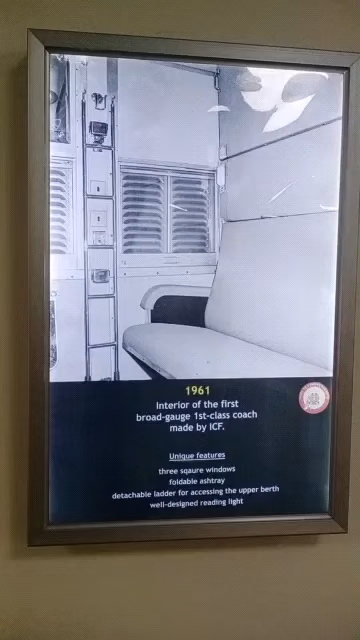 1961
Interior of the first
broad-gauge 1st-class coach
made by ICF.
Unique features
three sqaure windows
foldable ashtray
detachable ladder for accessing the upper berth
well-designed reading light